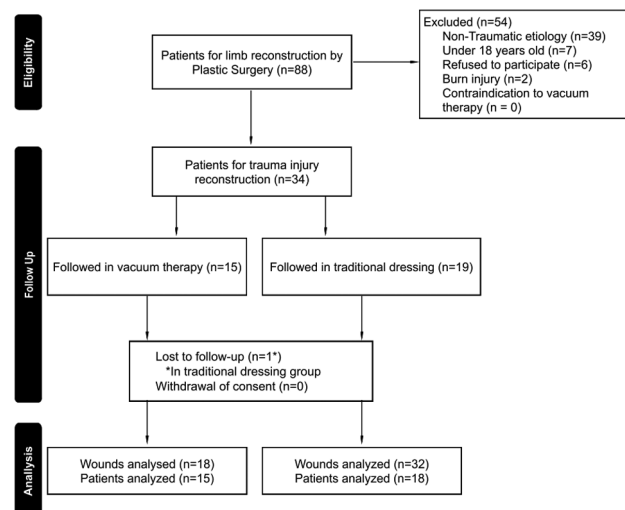 Eligibility
Patients for limb reconstruction by
Plastic Surgery (n=88)
Excluded (n=54)
Non-Traumatic etiology (n=39)
Under 18 years old (n=7)
Refused to participate (n=6)
Burn injury (n=2)
Contraindication to vacuum
therapy (n = 0)
Follow Up
Patients for trauma injury
reconstruction (n=34)
Followed in vacuum therapy (n=15)
Followed in traditional dressing (n=19)
Lost to follow-up (n=1*)
*In traditional dressing group
Withdrawal of consent (n=0)
Anallysis
Wounds analysed (n=18)
Patients analyzed (n=15)
Wounds analyzed (n=32)
Patients analyzed (n=18)